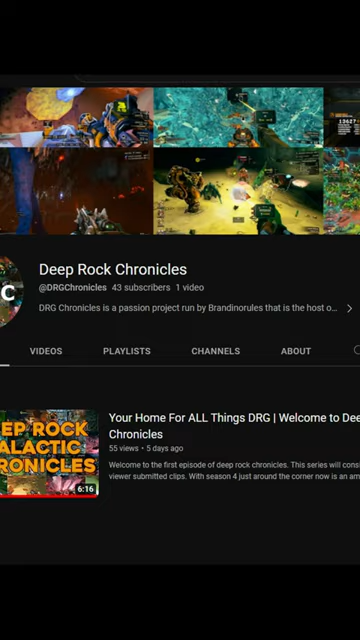 13627
Deep Rock Chronicles
@DRGChronicles 43 subscribers 1 video
DRG Chronicles is a passion project run by Brandinorules that is the host o...
C
VIDEOS PLAYLISTS CHANNELS ABOUT
EP ROCK
ALACTIC
RONICLES
6:16
Your Home For ALL Things DRG | Welcome to Dee
Chronicles
55 views • 5 days ago
Welcome to the first episode of deep rock chronicles. This series will consi
viewer submitted clips. With season 4 just around the corner now is an am